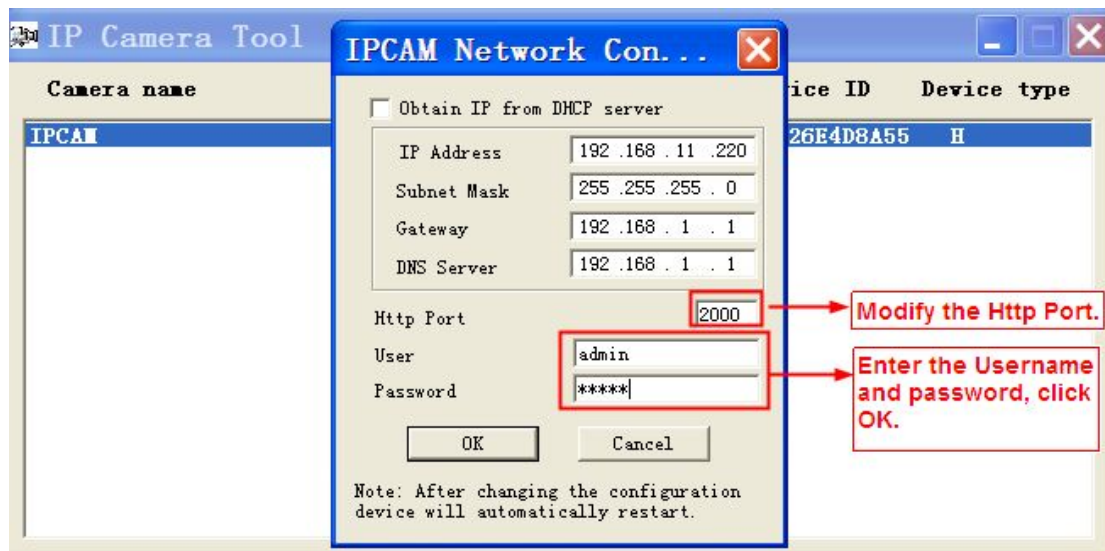 IP Camera Tool
IPCAM Network Con...
Camera name
ice ID Device type
Obtain IP from DHCP server
IPCAM
26E4D8A55 H
IP Address 192 .168 . 11 .220
Subnet Mask 255 .255 .255 . 0
Gateway 192 .168 . 1 . 1
DNS Server 192 .168 . 1 . 1
Http Port 2000
Modify the Http Port.
User admin
Password *****
Enter the Username
and password, click
OK.
OK Cancel
Note: After changing the configuration
device will automatically restart.